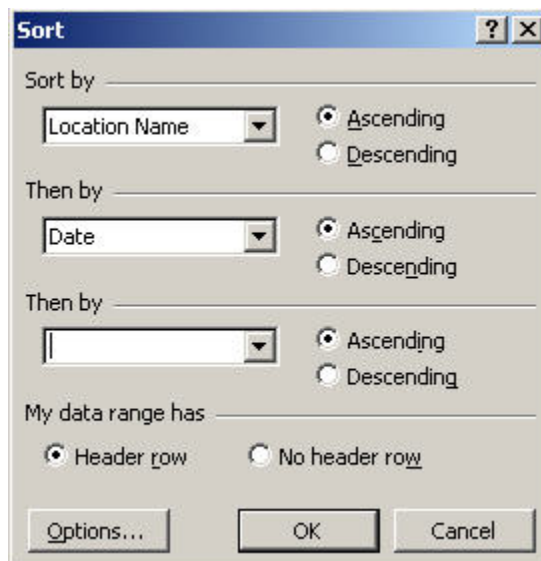 Sort
Sort by
Location Name
Ascending
Descending
Then by
Date
Ascending
Descending
Then by
Ascending
Descending
My data range has
Header row
No header row
Options...
OK
Cancel